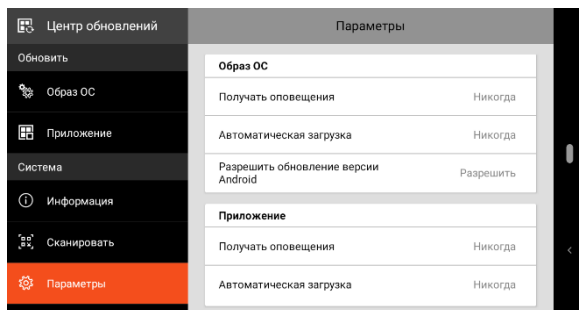 Центр обновлений
Обновить
Образ ОС
Приложение
Система
Информация
Сканировать
Параметры
Параметры
Образ ОС
Получать оповещения Никогда
Автоматическая загрузка Никогда
Разрешить обновление версии
Android Разрешить
Приложение
Получать оповещения Никогда
Автоматическая загрузка Никогда